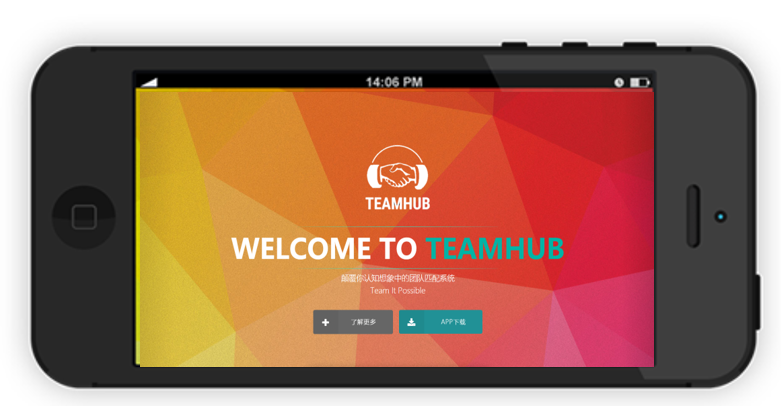 14:06 PM
TEAMHUB
WELCOME TO TEAMHUB
颠覆你认知想象中的团队匹配系统
Team It Possible
了解更多
APP下载